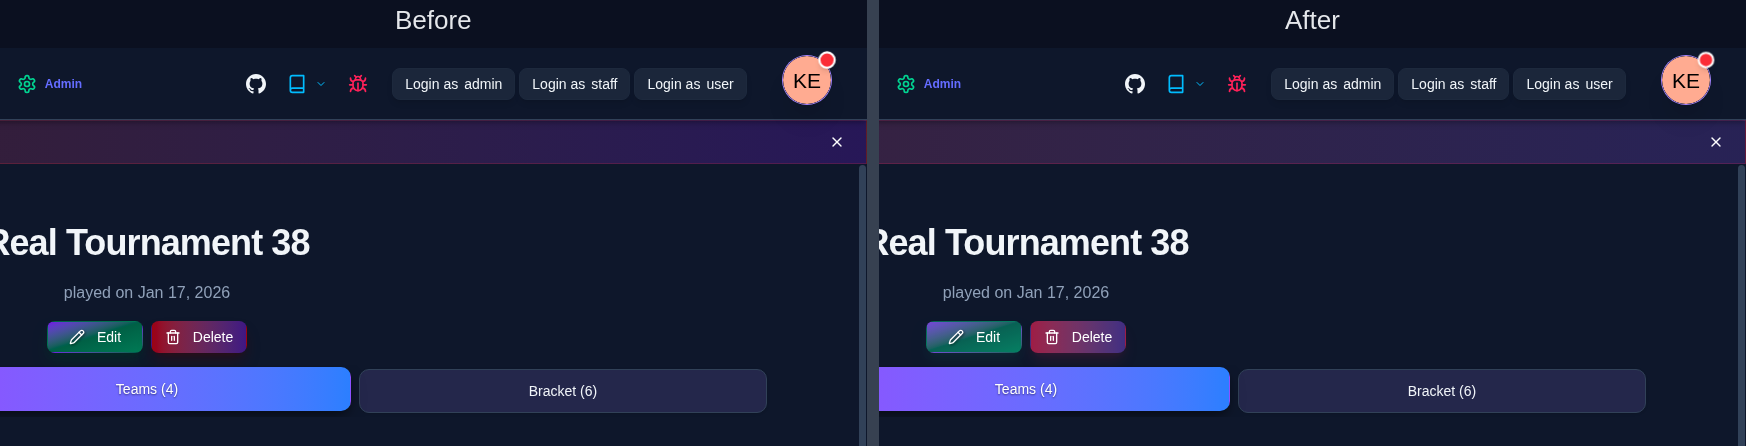 Before
Admin Login as admin Login as staff Login as user KE
Real Tournament 38
played on Jan 17, 2026
Edit Delete
Teams (4) Bracket (6)
After
Admin Login as admin Login as staff Login as user KE
Real Tournament 38
played on Jan 17, 2026
Edit Delete
Teams (4) Bracket (6)